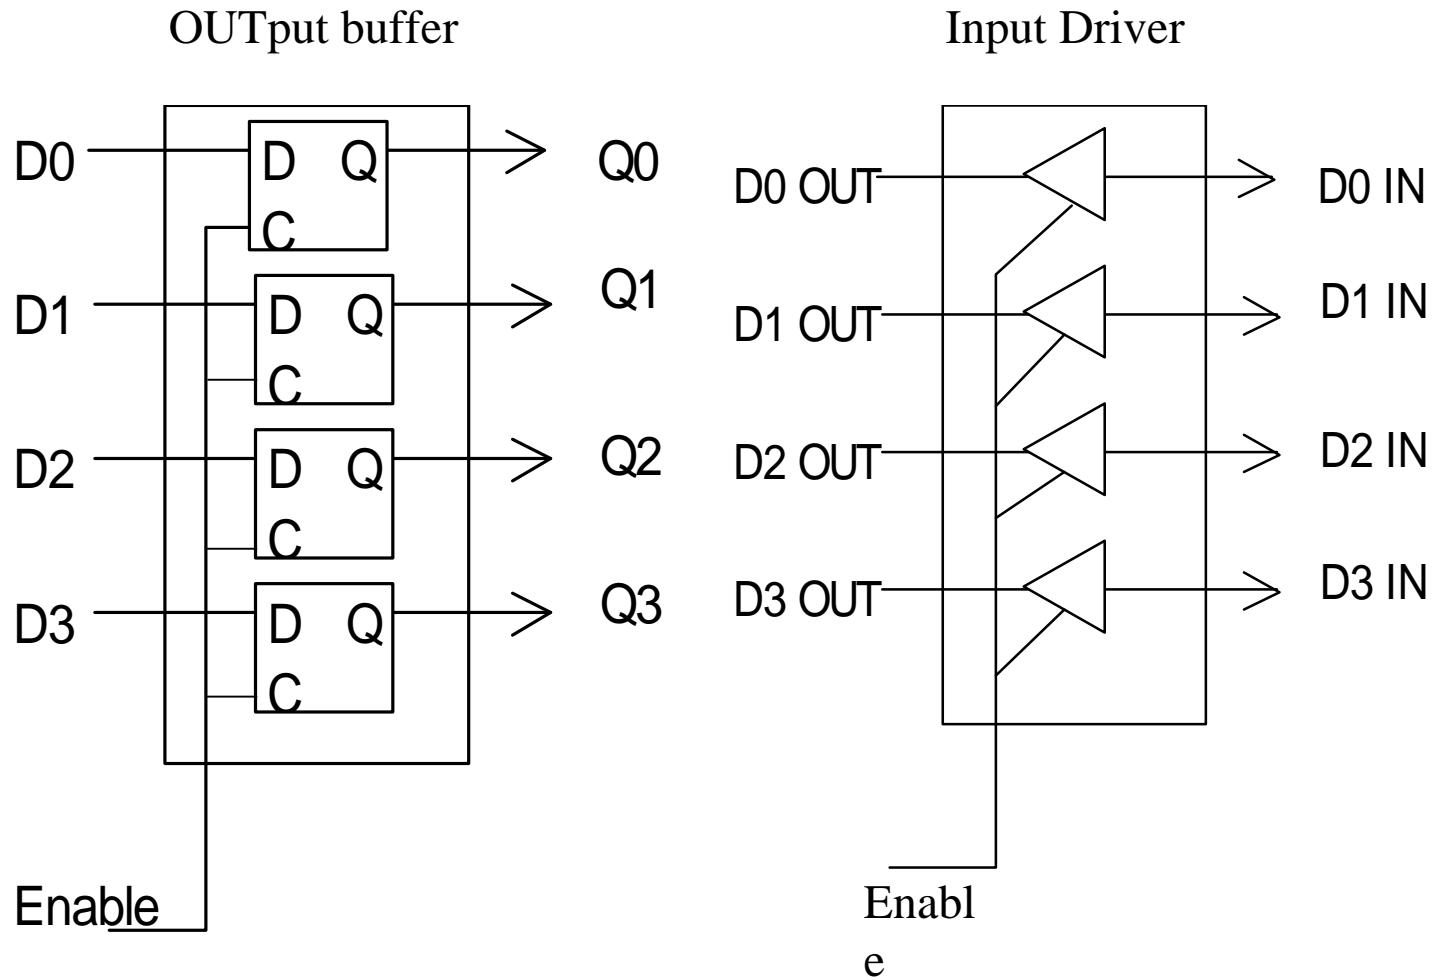 OUTput buffer
D0
D Q
C
Q0
D1
D Q
C
Q1
D2
D Q
C
Q2
D3
D Q
C
Q3
Enable
Input Driver
D0 OUT
D0 IN
D1 OUT
D1 IN
D2 OUT
D2 IN
D3 OUT
D3 IN
Enabl
e